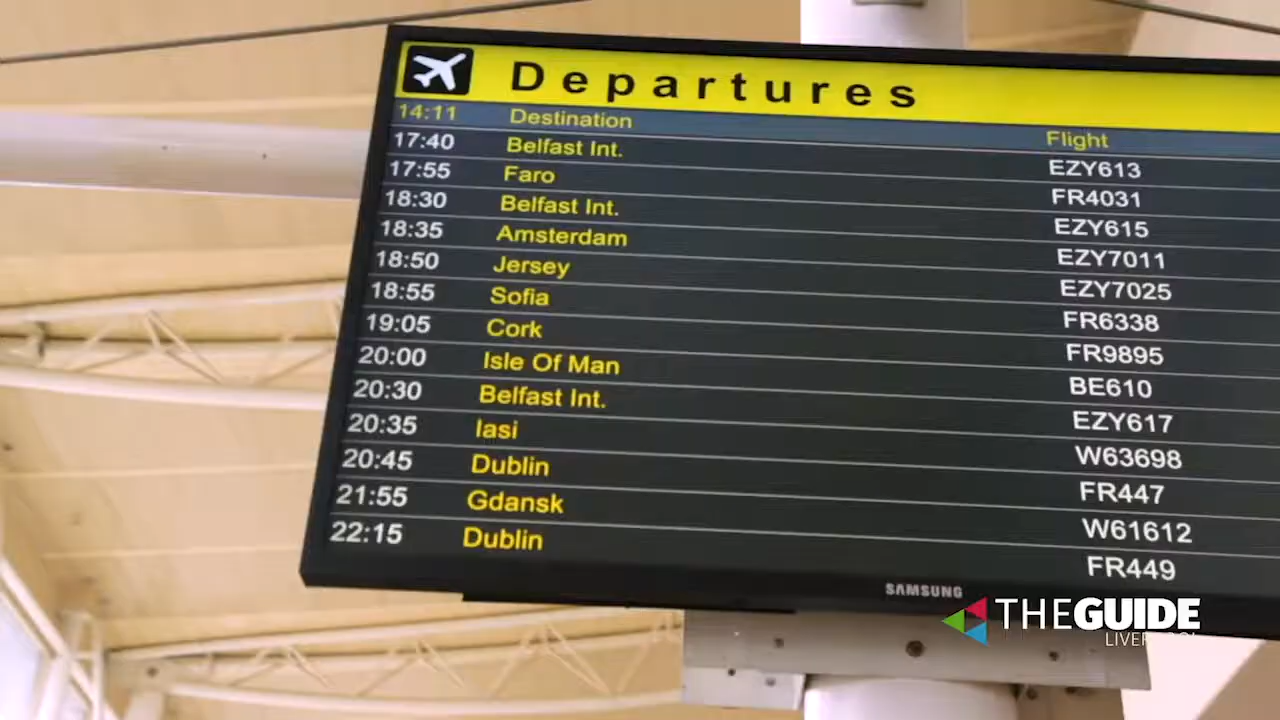 Departures
14:11 Destination Flight
17:40 Belfast Int. EZY613
17:55 Faro FR4031
18:30 Belfast Int. EZY615
18:35 Amsterdam EZY7011
18:50 Jersey EZY7025
18:55 Sofia FR6338
19:05 Cork FR9895
20:00 Isle Of Man BE610
20:30 Belfast Int. EZY617
20:35 Iasi W63698
20:45 Dublin FR447
21:55 Gdansk W61612
22:15 Dublin FR449
SAMSUNG
THEGUIDE
LIVERPOOL